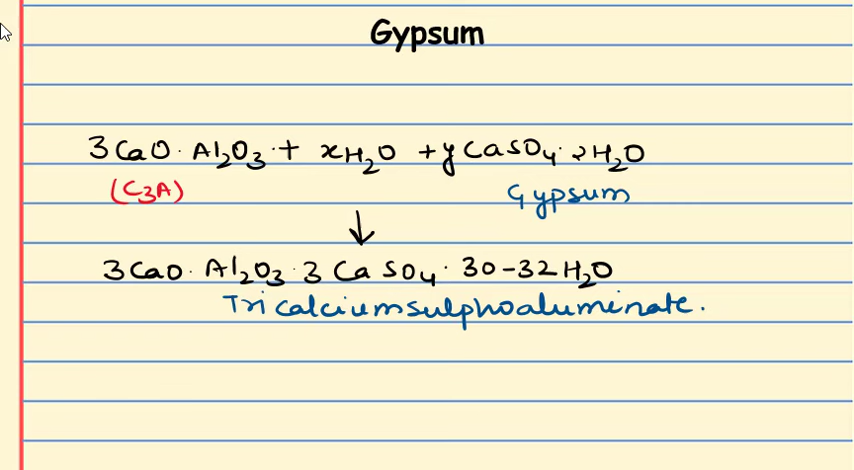 Gypsum
3CaO·Al₂O₃ + xH₂O + yCaSO₄·2H₂O
(C₃A) Gypsum
↓
3CaO·Al₂O₃·3CaSO₄·30-32H₂O
Tricalciumsulphoaluminate.